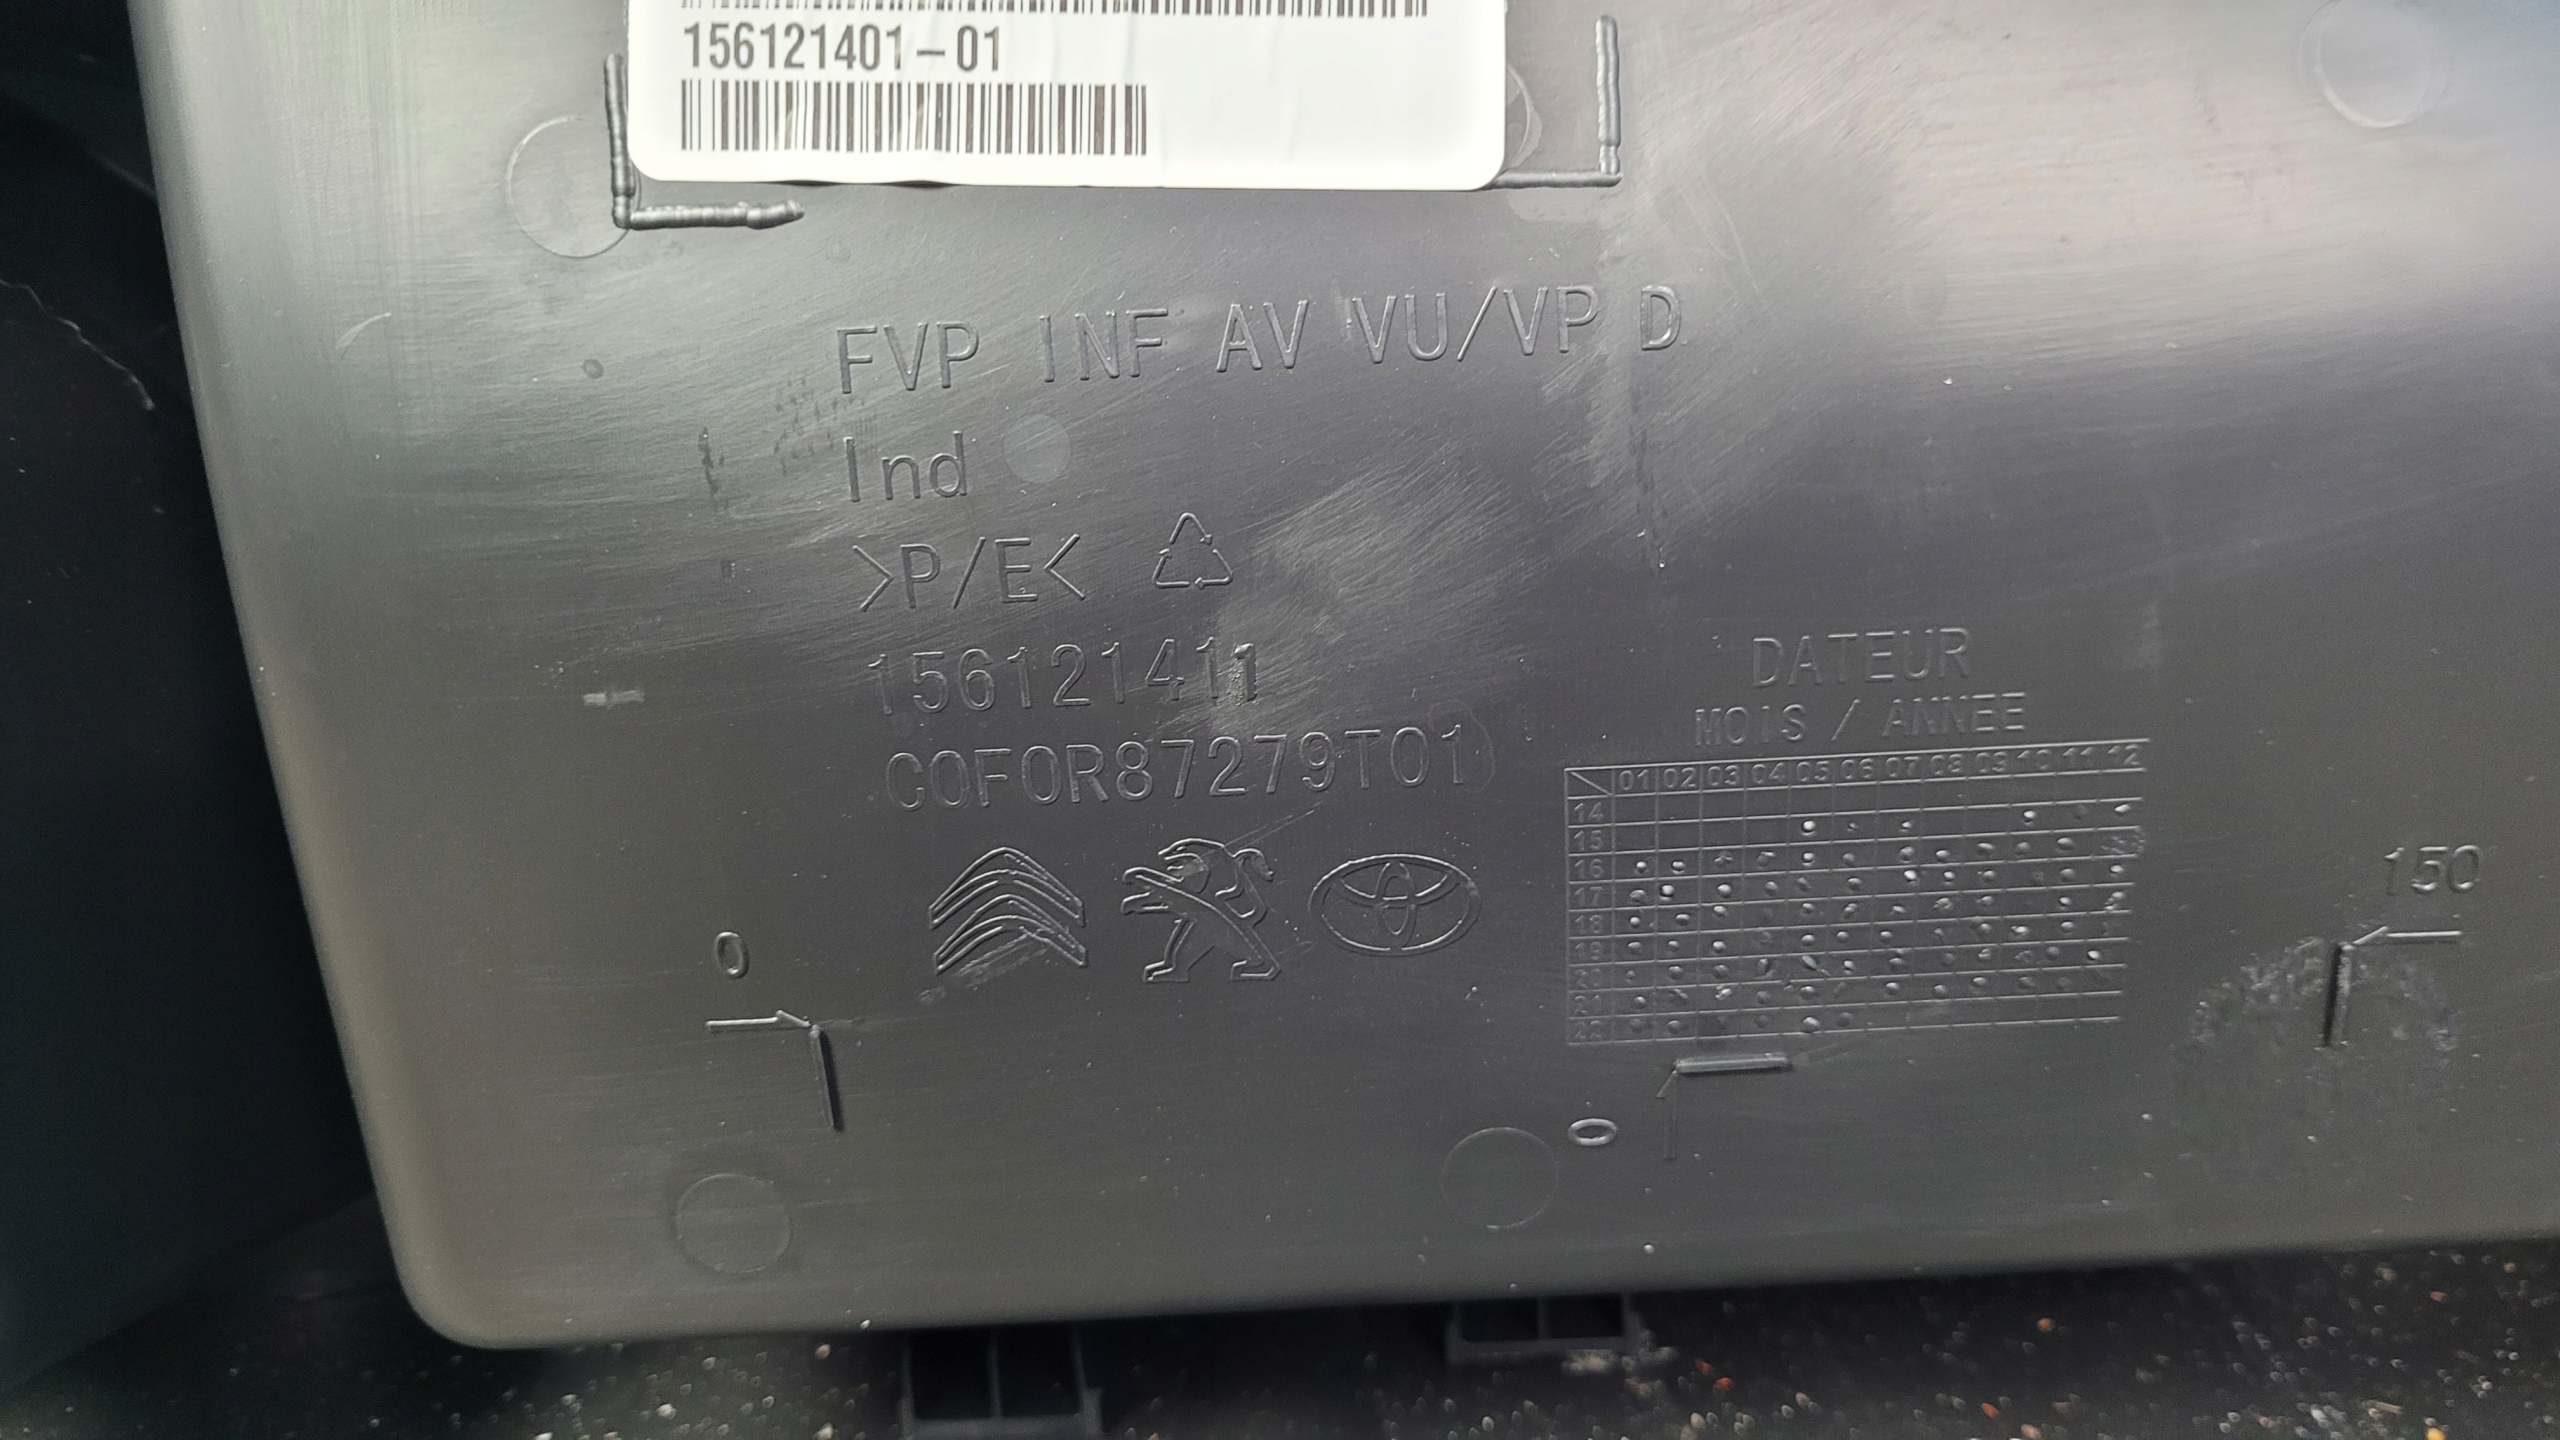 156121401-01
FVP INF AV VU/VP D
Ind
>P/E<
156121411
COFOR87279T01
DATEUR
MOIS / ANNEE
01 02 03 04 05 06 07 08 09 10 11 12
14
15
16
17
18
19
20
21
22
150
0
0